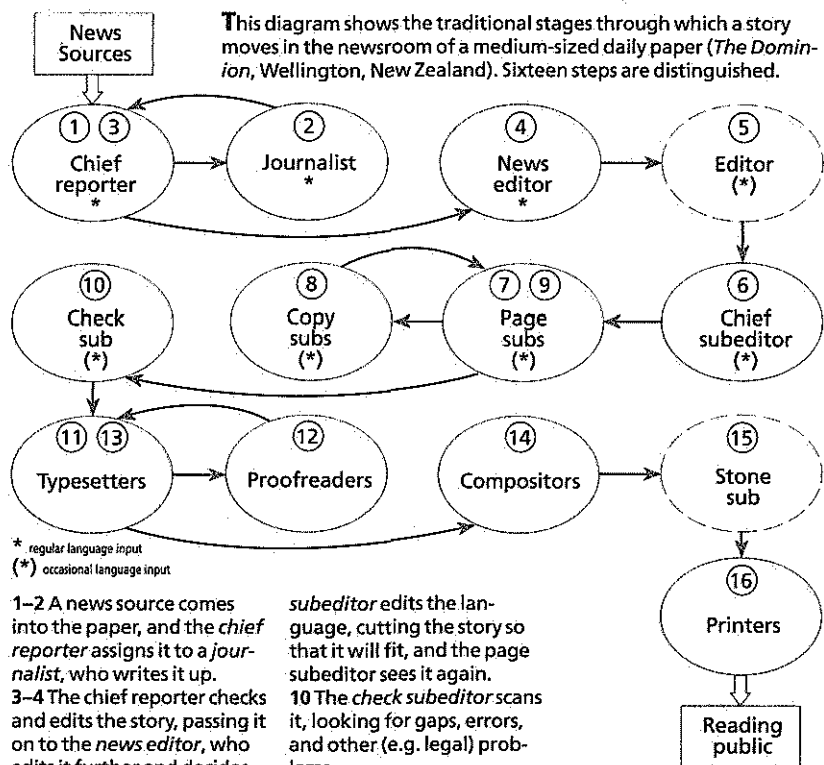 News
Sources
This diagram shows the traditional stages through which a story
moves in the newsroom of a medium-sized daily paper (The Domin-
ion, Wellington, New Zealand). Sixteen steps are distinguished.
1 3
Chief
reporter
*
2
Journalist
*
4
News
editor
*
5
Editor
(*)
10
Check
sub
(*)
8
Copy
subs
(*)
7 9
Page
subs
(*)
6
Chief
subeditor
(*)
11 13
Typesetters
12
Proofreaders
14
Compositors
15
Stone
sub
* regular language input
(*) occasional language input
16
Printers
Reading
public
1–2 A news source comes
into the paper, and the chief
reporter assigns it to a jour-
nalist, who writes it up.
3–4 The chief reporter checks
and edits the story, passing it
on to the news editor, who
edits it further and decides
subeditor edits the lan-
guage, cutting the story so
that it will fit, and the page
subeditor sees it again.
10 The check subeditor scans
it, looking for gaps, errors,
and other (e.g. legal) prob-